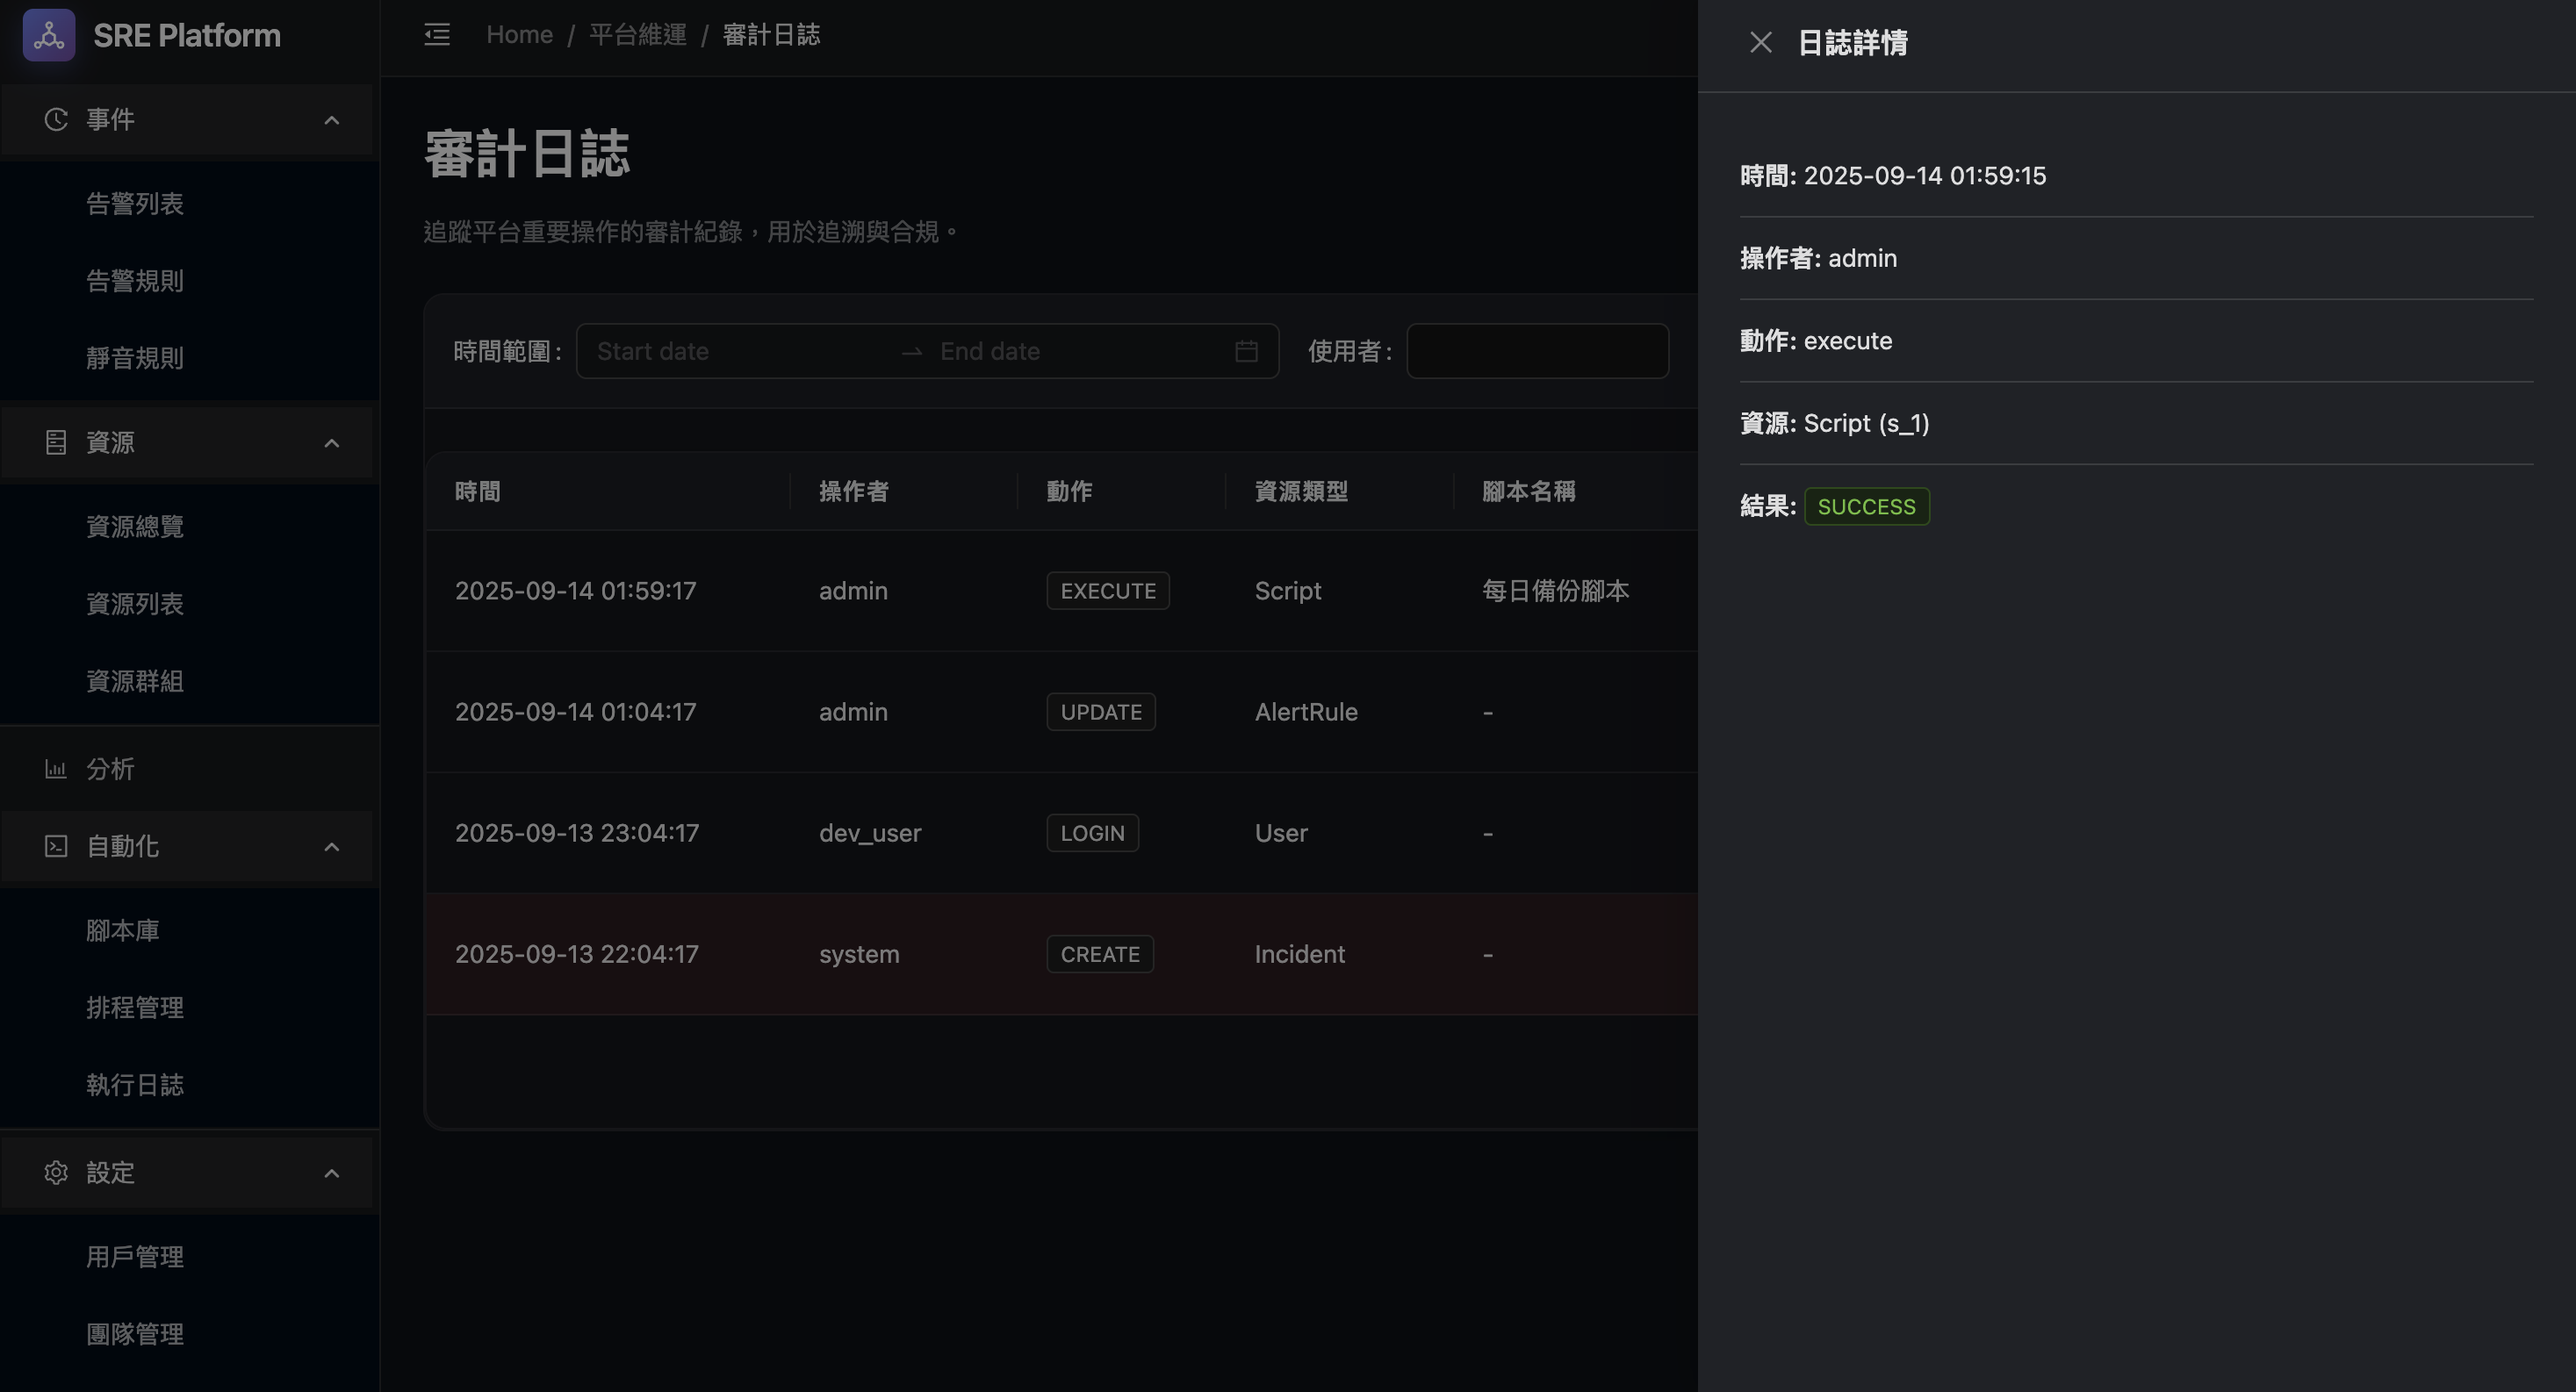 SRE Platform
事件
告警列表
告警規則
靜音規則
資源
資源總覽
資源列表
資源群組
分析
自動化
腳本庫
排程管理
執行日誌
設定
用戶管理
團隊管理
Home / 平台維運 / 審計日誌
審計日誌
追蹤平台重要操作的審計紀錄，用於追溯與合規。
時間範圍 : Start date End date 使用者 :
時間 操作者 動作 資源類型 腳本名稱
2025-09-14 01:59:17 admin EXECUTE Script 每日備份腳本
2025-09-14 01:04:17 admin UPDATE AlertRule -
2025-09-13 23:04:17 dev_user LOGIN User -
2025-09-13 22:04:17 system CREATE Incident -
日誌詳情
時間: 2025-09-14 01:59:15
操作者: admin
動作: execute
資源: Script (s_1)
結果: SUCCESS